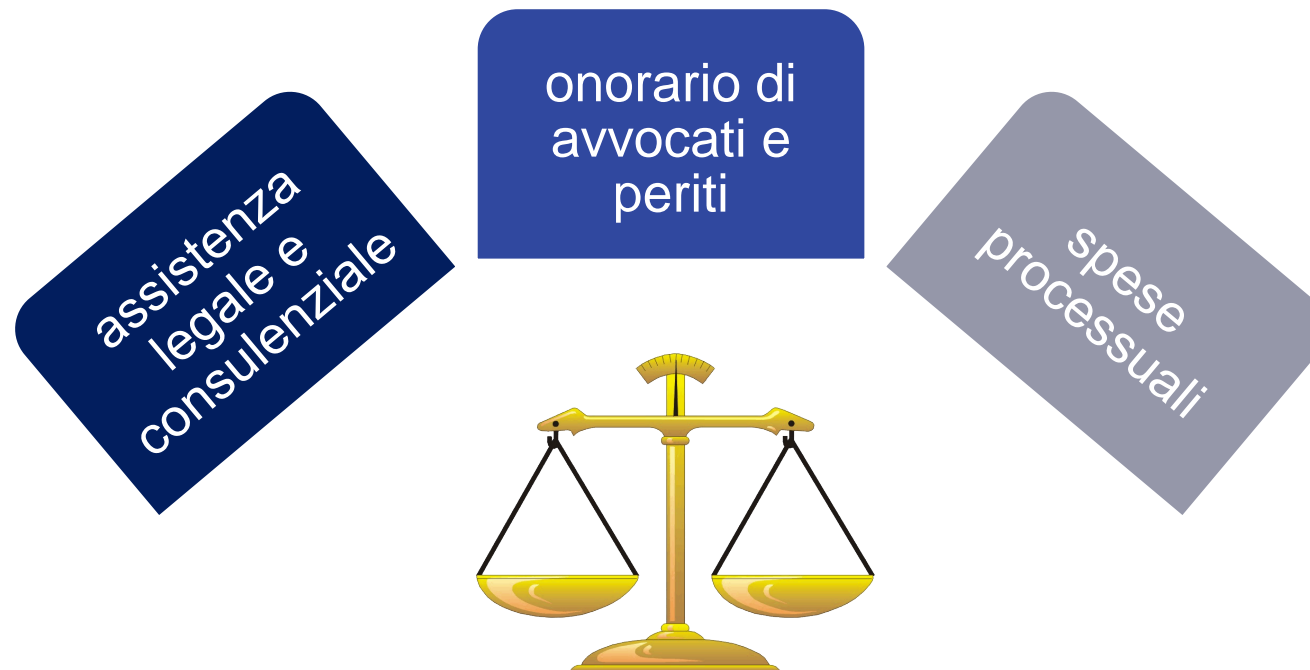 assistenza
legale e
consulenziale
onorario di
avvocati e
periti
spese
processuali